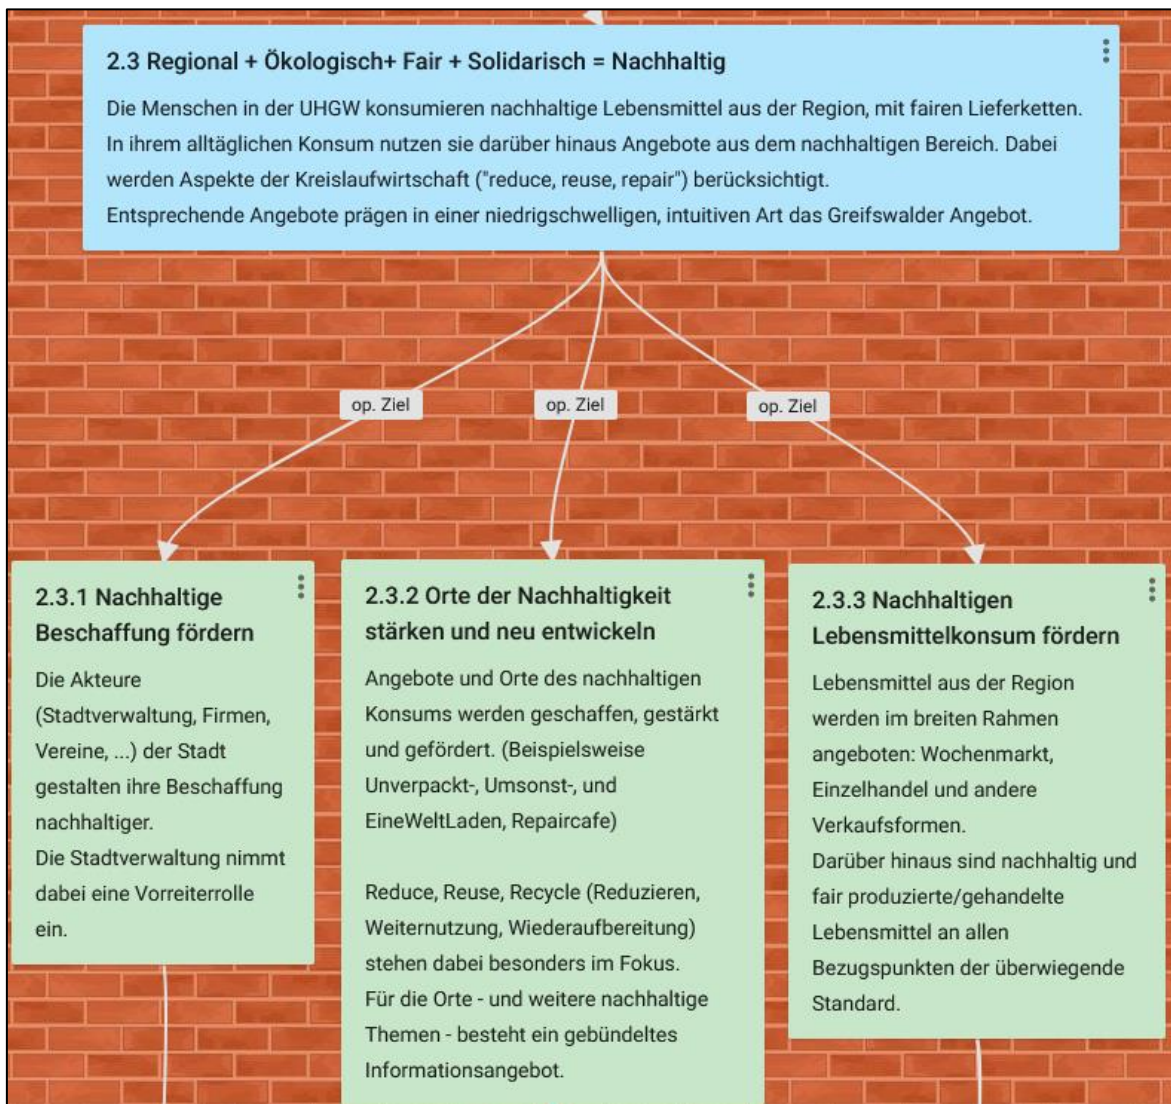 2.3 Regional + Ökologisch+ Fair + Solidarisch = Nachhaltig
Die Menschen in der UHGW konsumieren nachhaltige Lebensmittel aus der Region, mit fairen Lieferketten.
In ihrem alltäglichen Konsum nutzen sie darüber hinaus Angebote aus dem nachhaltigen Bereich. Dabei
werden Aspekte der Kreislaufwirtschaft ("reduce, reuse, repair") berücksichtigt.
Entsprechende Angebote prägen in einer niedrigschwelligen, intuitiven Art das Greifswalder Angebot.
op. Ziel
op. Ziel
op. Ziel
2.3.1 Nachhaltige
Beschaffung fördern
Die Akteure
(Stadtverwaltung, Firmen,
Vereine, ...) der Stadt
gestalten ihre Beschaffung
nachhaltiger.
Die Stadtverwaltung nimmt
dabei eine Vorreiterrolle
ein.
2.3.2 Orte der Nachhaltigkeit
stärken und neu entwickeln
Angebote und Orte des nachhaltigen
Konsums werden geschaffen, gestärkt
und gefördert. (Beispielsweise
Unverpackt-, Umsonst-, und
EineWeltLaden, Repaircafe)
Reduce, Reuse, Recycle (Reduzieren,
Weiternutzung, Wiederaufbereitung)
stehen dabei besonders im Fokus.
Für die Orte - und weitere nachhaltige
Themen - besteht ein gebündeltes
Informationsangebot.
2.3.3 Nachhaltigen
Lebensmittelkonsum fördern
Lebensmittel aus der Region
werden im breiten Rahmen
angeboten: Wochenmarkt,
Einzelhandel und andere
Verkaufsformen.
Darüber hinaus sind nachhaltig und
fair produzierte/gehandelte
Lebensmittel an allen
Bezugspunkten der überwiegende
Standard.